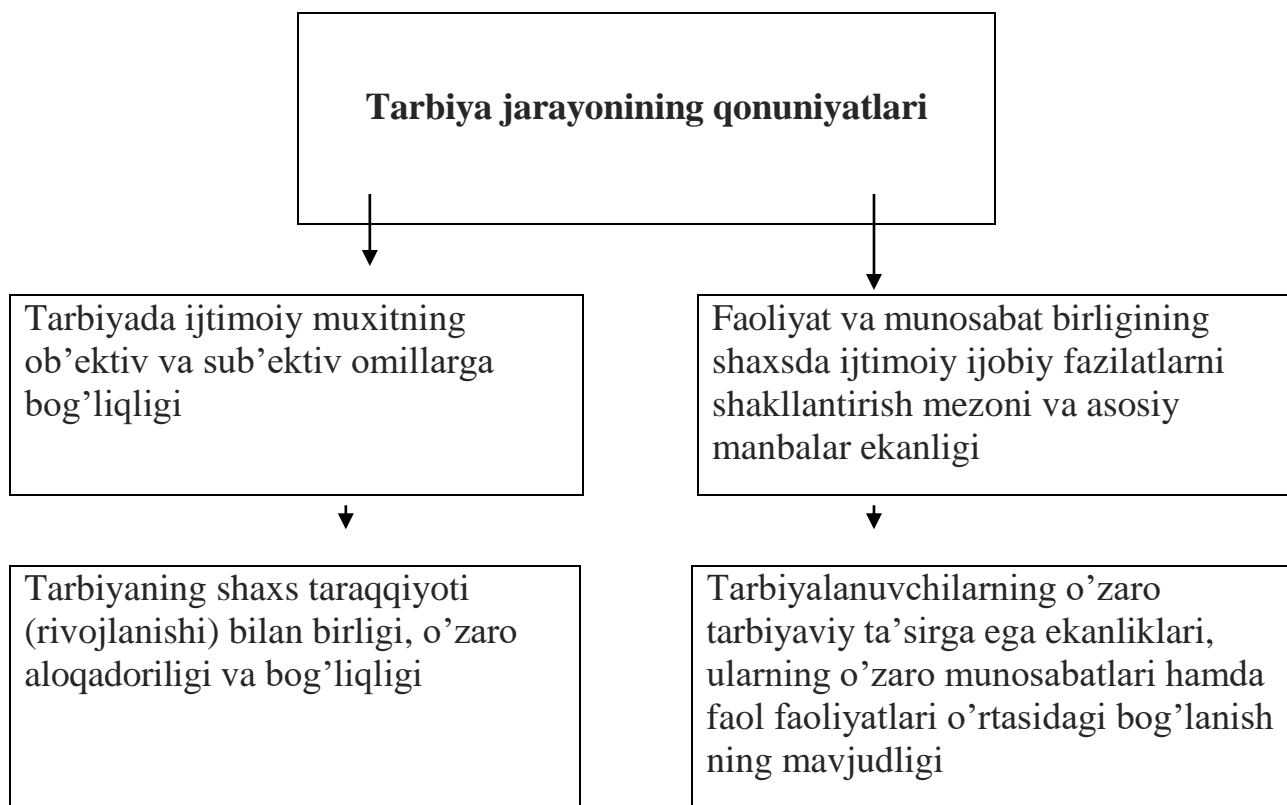 Tarbiya jarayonining qonuniyatlari
Tarbiyada ijtimoiy muxitning
ob’ektiv va sub’ektiv omillarga
bog’liqligi
Faoliyat va munosabat birligining
shaxsda ijtimoiy ijobiy fazilatlarni
shakllantirish mezoni va asosiy
manbalar ekanligi
Tarbiyaning shaxs taraqqiyoti
(rivojlanishi) bilan birligi, o’zaro
aloqadoriligi va bog’liqligi
Tarbiyalanuvchilarning o’zaro
tarbiyaviy ta’sirga ega ekanliklari,
ularning o’zaro munosabatlari hamda
faol faoliyatlari o’rtasidagi bog’lanish
ning mavjudligi